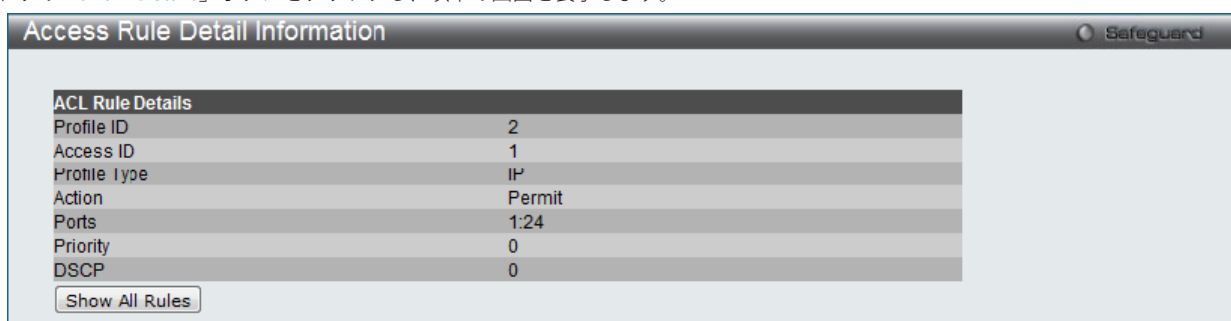 Access Rule Detail Information
Safeguard
ACL Rule Details
Profile ID 2
Access ID 1
Profile Type IP
Action Permit
Ports 1:24
Priority 0
DSCP 0
Show All Rules